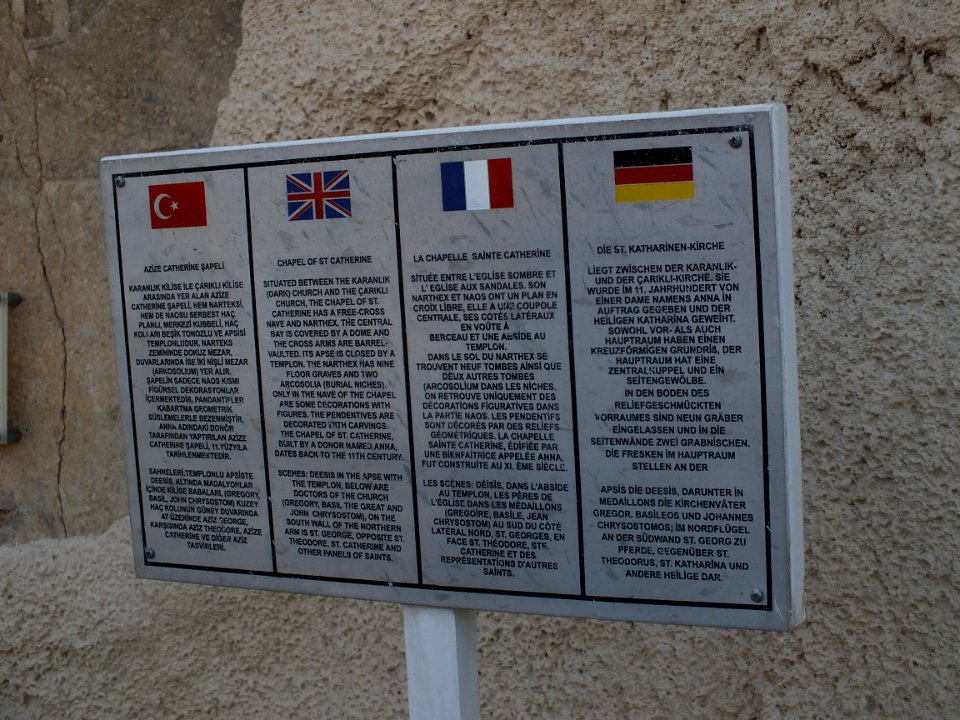 AZİZE CATHERİNE ŞAPELİ
KARANLIK KİLİSE İLE ÇARIKLI KİLİSE
ARASINDA YER ALAN AZİZE
CATHERİNE ŞAPELİ, HEM NARTEKSİ,
HEM DE NAOSU SERBEST HAÇ
PLANLI, MERKEZİ KUBBELİ, HAÇ
KOLLARI BEŞİK TONOZLU VE APSİSİ
TEMPLONLUDUR. NARTEKS
ZEMİNİNDE DOKUZ MEZAR,
DUVARLARINDA İSE İKİ NİŞLİ MEZAR
(ARKOSOLIUM) YER ALIR.
ŞAPELİN SADECE NAOS KISMI
FİGÜRSEL DEKORASYONLAR
İÇERMEKTEDİR. PANDANTİFLER
KABARTMA GEOMETRİK
SÜSLEMELERLE BEZENMİŞTİR.
ANNA ADINDAKİ DONÖR
TARAFINDAN YAPTIRILAN AZİZE
CATHERİNE ŞAPELİ, 11.YÜZYILA
TARİHLENMEKTEDİR.
SAHNELERİ:TEMPLONLU APSİSTE
DEESIS, ALTINDA MADALYOHLAR
İÇİNDE KİLİSE BABALARI, (GREGORY,
BASİL, JOHN CHRYSOSTOM) KUZEY
HAÇ KOLUNUN GÜNEY DUVARINDA
AT ÜZERİNDE AZİZ GEORGE,
KARŞISINDA AZİZ THEODORE, AZİZE
CATHERİNE VE DİĞER AZİZ
TASVİRLERİ.
CHAPEL OF ST CATHERINE
SITUATED BETWEEN THE KARANLIK
(DARK) CHURCH AND THE ÇARIKLI
CHURCH, THE CHAPEL OF ST.
CATHERINE HAS A FREE-CROSS
NAVE AND NARTHEX. THE CENTRAL
BAY IS COVERED BY A DOME AND
THE CROSS ARMS ARE BARREL-
VAULTED. ITS APSE IS CLOSED BY A
TEMPLON. THE NARTHEX HAS NINE
FLOOR GRAVES AND TWO
ARCOSOLIA (BURIAL NICHES).
ONLY IN THE NAVE OF THE CHAPEL
ARE SOME DECORATIONS WITH
FIGURES. THE PENDENTIVES ARE
DECORATED WITH CARVINGS.
THE CHAPEL OF ST. CATHERINE,
BUILT BY A DONOR NAMED ANNA,
DATES BACK TO THE 11TH CENTURY.
SCENES: DEESIS IN THE APSE WITH
THE TEMPLON, BELOW ARE
DOCTORS OF THE CHURCH
(GREGORY, BASIL THE GREAT AND
JOHN CHRYSOSTOM), ON THE
SOUTH WALL OF THE NORTHERN
ARM IS ST. GEORGE, OPPOSITE ST.
THEODORE, ST. CATHERINE AND
OTHER PANELS OF SAINTS.
LA CHAPELLE SAINTE CATHERİNE
SITUÉE ENTRE L'EGLISE SOMBRE ET
L' EGLISE AUX SANDALES. SON
NARTHEX ET NAOS ONT UN PLAN EN
CROIX LIBRE, ELLE A UNE COUPOLE
CENTRALE, SES COTÉS LATÉRAUX
EN VOÛTE À
BERCEAU ET UNE ABSIDE AU
TEMPLON.
DANS LE SOL DU NARTHEX SE
TROUVENT NEUF TOMBES AINSI QUE
DEUX AUTRES TOMBES
(ARCOSOLIUM DANS LES NICHES.
ON RETROUVE UNIQUEMENT DES
DÉCORATIONS FIGURATIVES DANS
LA PARTIE NAOS. LES PENDENTIFS
SONT DÉCORÉS PAR DES RELIEFS
GÉOMÉTRIQUES. LA CHAPELLE
SAINTE CATHÉRINE, ÉDIFIÉE PAR
UNE BIENFAITRICE APPELÉE ANNA,
FUT CONSTRUITE AU XI. ÈME SIÈCLE.
LES SCÈNES: DÉISIS, DANS L'ABSIDE
AU TEMPLON, LES PÈRES DE
L'ÉGLISE DANS LES MÉDAILLONS
(GREGOIRE, BASILE, JEAN
CHRYSOSTOM) AU SUD DU CÔTÉ
LATÉRAL NORD, ST. GEORGES, EN
FACE ST. THÉODORE, STE.
CATHERINE ET DES
REPRÉSENTATIONS D'AUTRES
SAINTS.
DIE ST. KATHARINEN-KIRCHE
LIEGT ZWISCHEN DER KARANLIK-
UND DER ÇARIKLI-KIRCHE. SIE
WURDE IM 11. JAHRHUNDERT VON
EINER DAME NAMENS ANNA IN
AUFTRAG GEGEBEN UND DER
HEILIGEN KATHARINA GEWEIHT.
SOWOHL VOR- ALS AUCH
HAUPTRAUM HABEN EINEN
KREUZFÖRMIGEN GRUNDRIß, DER
HAUPTRAUM HAT EINE
ZENTRALKUPPEL UND EIN
SEITENGEWÖLBE.
IN DEN BODEN DES
RELIEFGESCHMÜCKTEN
VORRAUMES SIND NEUN GRÄBER
EINGELASSEN UND IN DIE
SEITENWÄNDE ZWEI GRABNISCHEN.
DIE FRESKEN IM HAUPTRAUM
STELLEN AN DER
APSIS DIE DEESIS, DARUNTER IN
MEDAILLONS DIE KIRCHENVÄTER
GREGOR. BASILEOS UND JOHANNES
CHRYSOSTOMOS; IM NORDFLÜGEL
AN DER SÜDWAND ST. GEORG ZU
PFERDE, GEGENÜBER ST.
THEODORUS, ST. KATHARINA UND
ANDERE HEILIGE DAR.